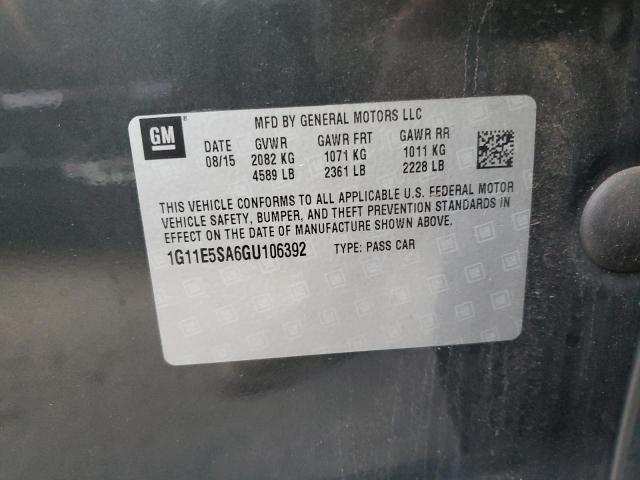 MFD BY GENERAL MOTORS LLC
GM
DATE GVWR GAWR FRT GAWR RR
08/15 2082 KG 1071 KG 1011 KG
4589 LB 2361 LB 2228 LB
THIS VEHICLE CONFORMS TO ALL APPLICABLE U.S. FEDERAL MOTOR
VEHICLE SAFETY, BUMPER, AND THEFT PREVENTION STANDARDS IN
EFFECT ON THE DATE OF MANUFACTURE SHOWN ABOVE.
1G11E5SA6GU106392 TYPE: PASS CAR